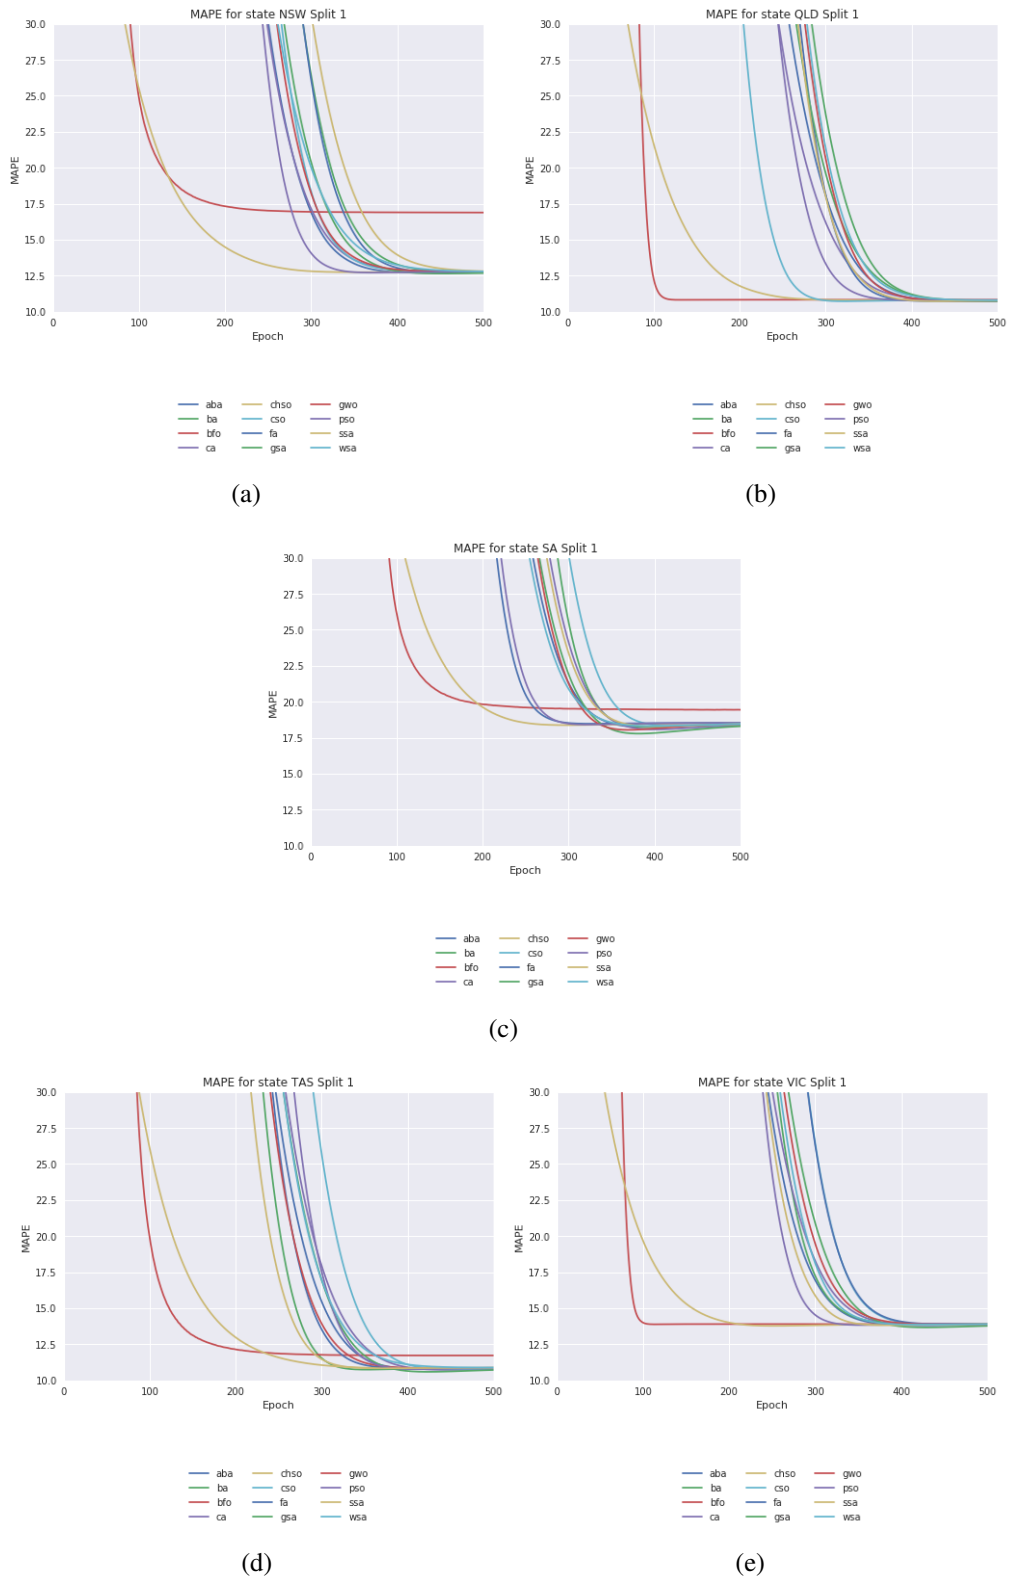 MAPE for state NSW Split 1
30.0
27.5
25.0
22.5
20.0
17.5
15.0
12.5
10.0
MAPE
0 100 200 300 400 500
Epoch
aba chso gwo
ba cso pso
bfo fa ssa
ca gsa wsa
(a)
MAPE for state QLD Split 1
30.0
27.5
25.0
22.5
20.0
17.5
15.0
12.5
10.0
MAPE
0 100 200 300 400 500
Epoch
aba chso gwo
ba cso pso
bfo fa ssa
ca gsa wsa
(b)
MAPE for state SA Split 1
30.0
27.5
25.0
22.5
20.0
17.5
15.0
12.5
10.0
MAPE
0 100 200 300 400 500
Epoch
aba chso gwo
ba cso pso
bfo fa ssa
ca gsa wsa
(c)
MAPE for state TAS Split 1
30.0
27.5
25.0
22.5
20.0
17.5
15.0
12.5
10.0
MAPE
0 100 200 300 400 500
Epoch
aba chso gwo
ba cso pso
bfo fa ssa
ca gsa wsa
(d)
MAPE for state VIC Split 1
30.0
27.5
25.0
22.5
20.0
17.5
15.0
12.5
10.0
MAPE
0 100 200 300 400 500
Epoch
aba chso gwo
ba cso pso
bfo fa ssa
ca gsa wsa
(e)